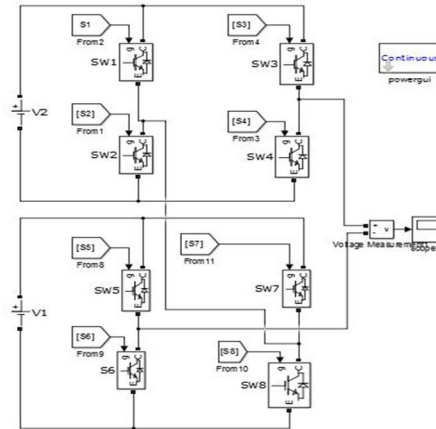 S1
From2
SW1
[S3]
From4
SW3
Continuous
powergui
V2
[S2]
From1
SW2
[S4]
From3
SW4
Voltage Measurement
scope
[S5]
From8
SW5
[S7]
From11
SW7
V1
[S6]
From9
S6
[S8]
From10
SW8
g
C
E
g
C
E
g
C
E
g
C
E
g
C
E
g
C
E
g
C
E
g
C
E
+
-
v